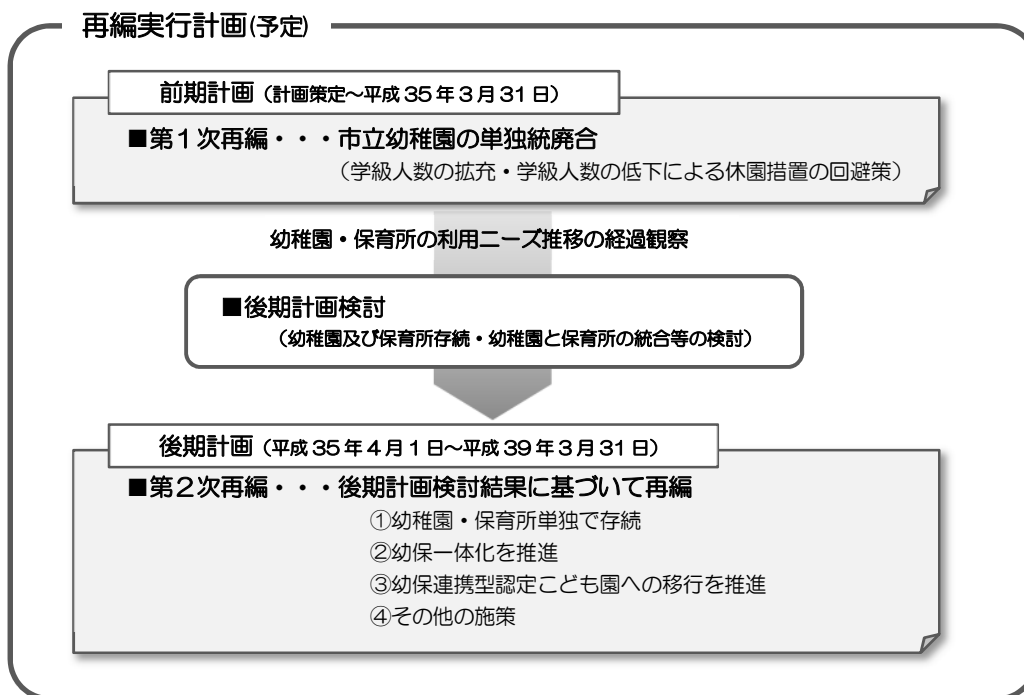 再編実行計画(予定)
前期計画（計画策定～平成35年3月31日）
■第1次再編・・・市立幼稚園の単独統廃合
（学級人数の拡充・学級人数の低下による休園措置の回避策）
幼稚園・保育所の利用ニーズ推移の経過観察
■後期計画検討
（幼稚園及び保育所存続・幼稚園と保育所の統合等の検討）
後期計画（平成35年4月1日～平成39年3月31日）
■第2次再編・・・後期計画検討結果に基づいて再編
①幼稚園・保育所単独で存続
②幼保一体化を推進
③幼保連携型認定こども園への移行を推進
④その他の施策